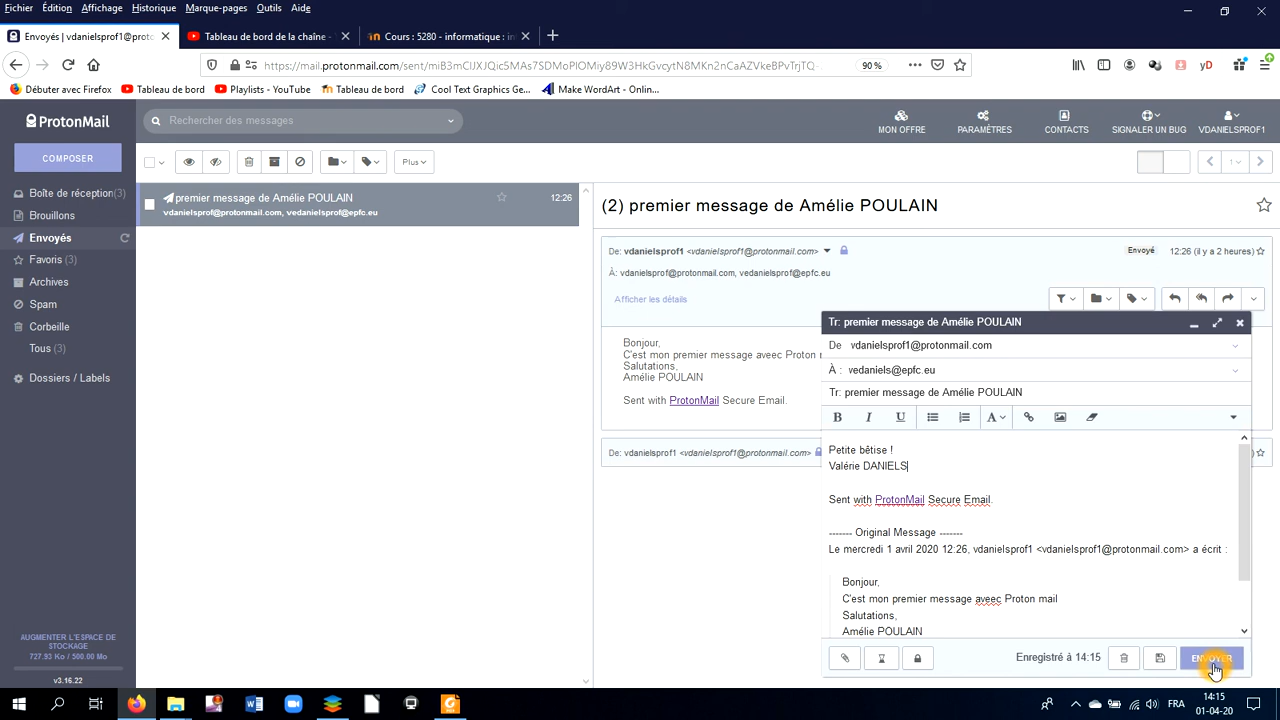 Fichier Édition Affichage Historique Marque-pages Outils Aide
Envoyés | vdanielsprof1@proto Tableau de bord de la chaîne - Y Cours : 5280 - informatique : in
https://mail.protonmail.com/sent/miB3mCIJXJQic5MAs7SDMoPIOMiy89W3HkGvcytN8MKn2nCaAZVkeBPvTrjTQ- 90 %
Débuter avec Firefox Tableau de bord Playlists - YouTube Tableau de bord Cool Text Graphics Ge... Make WordArt - Onlin...
ProtonMail Rechercher des messages MON OFFRE PARAMÈTRES CONTACTS SIGNALER UN BUG VDANIELSPROF1
COMPOSER Plus 1
Boîte de réception (3)
Brouillons
Envoyés
Favoris (3)
Archives
Spam
Corbeille
Tous (3)
Dossiers / Labels
AUGMENTER L'ESPACE DE
STOCKAGE
727.93 Ko / 500.00 Mo
v3.16.22
premier message de Amélie POULAIN 12:26
vdanielsprof@protonmail.com, vedanielsprof@epfc.eu
(2) premier message de Amélie POULAIN
De: vdanielsprof1 <vdanielsprof1@protonmail.com> Envoyé 12:26 (il y a 2 heures)
À: vdanielsprof@protonmail.com, vedanielsprof@epfc.eu
Afficher les détails
Bonjour,
C'est mon premier message aveec Proton m
Salutations,
Amélie POULAIN
Sent with ProtonMail Secure Email.
De: vdanielsprof1 <vdanielsprof1@protonmail.com>
Tr: premier message de Amélie POULAIN
De vdanielsprof1@protonmail.com
À : vedaniels@epfc.eu
Tr: premier message de Amélie POULAIN
B I U A
Petite bêtise !
Valérie DANIELS
Sent with ProtonMail Secure Email.
------- Original Message -------
Le mercredi 1 avril 2020 12:26, vdanielsprof1 <vdanielsprof1@protonmail.com> a écrit :
Bonjour,
C'est mon premier message aveec Proton mail
Salutations,
Amélie POULAIN
Enregistré à 14:15 ENVOYER
FRA 14:15
01-04-20